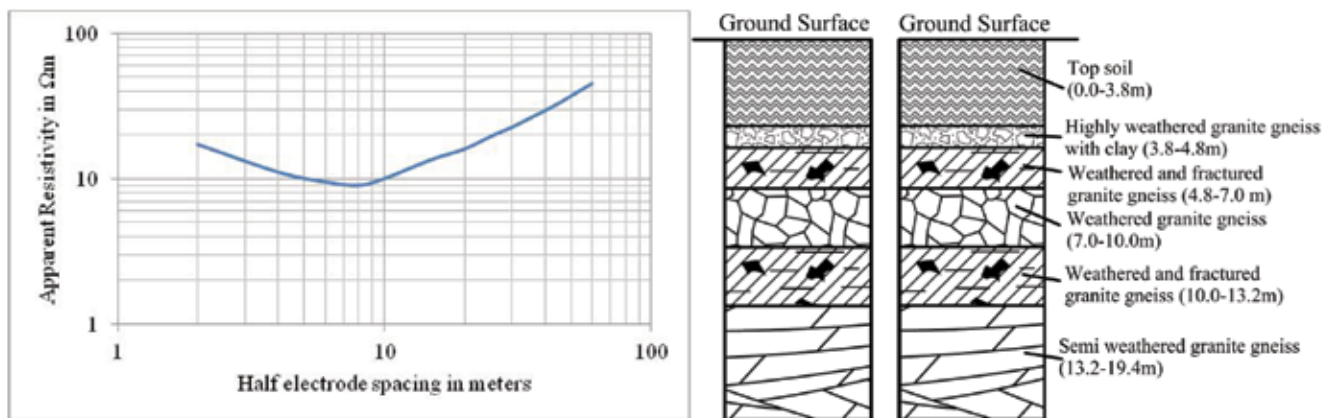 100
10
1
1
10
100
Apparent Resistivity in Ωm
Half electrode spacing in meters
Ground Surface
Ground Surface
Top soil
(0.0-3.8m)
Highly weathered granite gneiss
with clay (3.8-4.8m)
Weathered and fractured
granite gneiss (4.8-7.0 m)
Weathered granite gneiss
(7.0-10.0m)
Weathered and fractured
granite gneiss (10.0-13.2m)
Semi weathered granite gneiss
(13.2-19.4m)